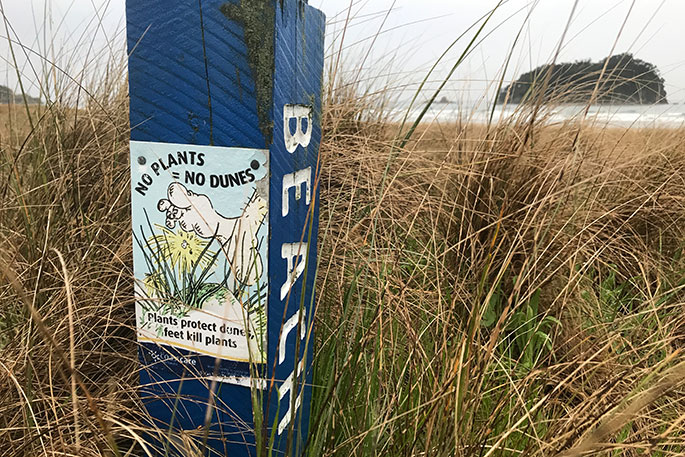 NO PLANTS
= NO DUNES
Plants protect dunes,
feet kill plants
BEACH